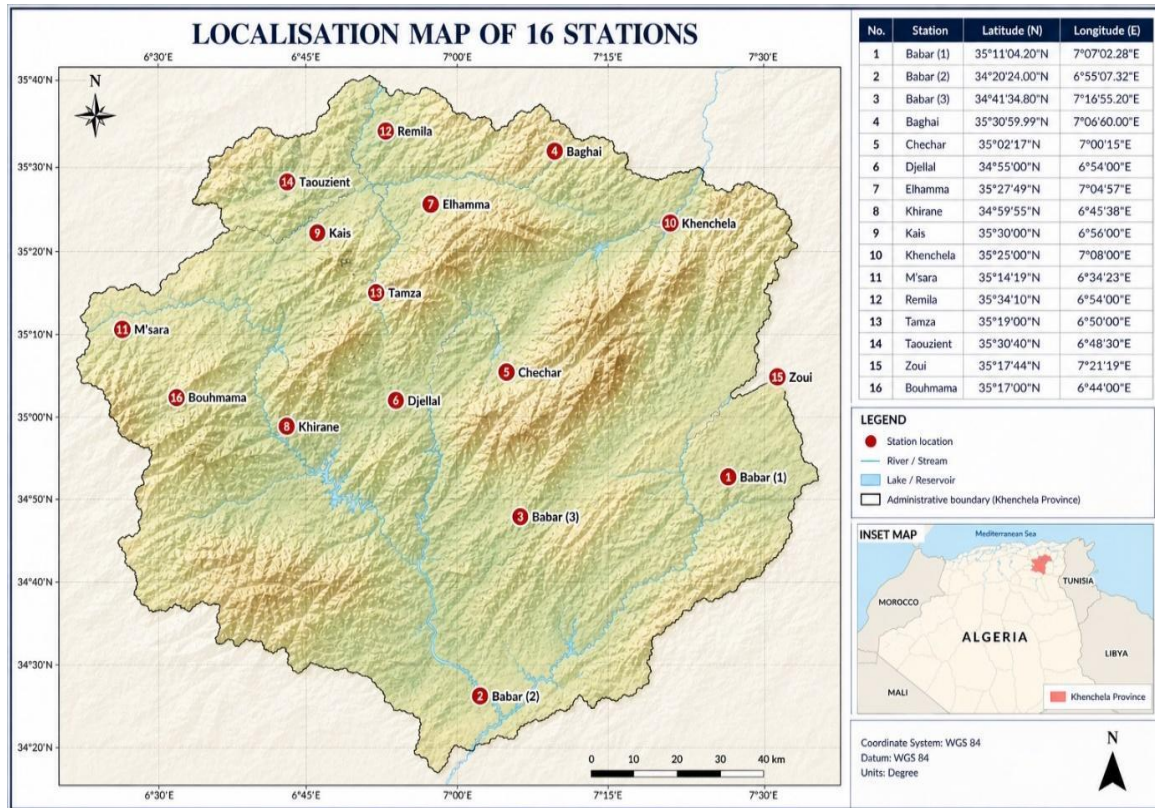 LOCALISATION MAP OF 16 STATIONS
6°30'E 6°45'E 7°00'E 7°15'E 7°30'E
N
35°40'N
35°30'N
35°20'N
35°10'N
35°00'N
34°50'N
34°40'N
34°30'N
34°20'N
12 Remila
4 Baghai
14 Taouzient
7 Elhamma
10 Khenchela
9 Kais
13 Tamza
11 M'sara
5 Chechar
15 Zoui
16 Bouhmama
6 Djellal
8 Khirane
1 Babar (1)
3 Babar (3)
2 Babar (2)
0 10 20 30 40 km
6°30'E 6°45'E 7°00'E 7°15'E 7°30'E
No. Station Latitude (N) Longitude (E)
1 Babar (1) 35°11'04.20"N 7°07'02.28"E
2 Babar (2) 34°20'24.00"N 6°55'07.32"E
3 Babar (3) 34°41'34.80"N 7°16'55.20"E
4 Baghai 35°30'59.99"N 7°06'60.00"E
5 Chechar 35°02'17"N 7°00'15"E
6 Djellal 34°55'00"N 6°54'00"E
7 Elhamma 35°27'49"N 7°04'57"E
8 Khirane 34°59'55"N 6°45'38"E
9 Kais 35°30'00"N 6°56'00"E
10 Khenchela 35°25'00"N 7°08'00"E
11 M'sara 35°14'19"N 6°34'23"E
12 Remila 35°34'10"N 6°54'00"E
13 Tamza 35°19'00"N 6°50'00"E
14 Taouzient 35°30'40"N 6°48'30"E
15 Zoui 35°17'44"N 7°21'19"E
16 Bouhmama 35°17'00"N 6°44'00"E
LEGEND
Station location
River / Stream
Lake / Reservoir
Administrative boundary (Khenchela Province)
INSET MAP
Mediterranean Sea
TUNISIA
MOROCCO
ALGERIA
LIBYA
MALI
Khenchela Province
Coordinate System: WGS 84
Datum: WGS 84
Units: Degree
N